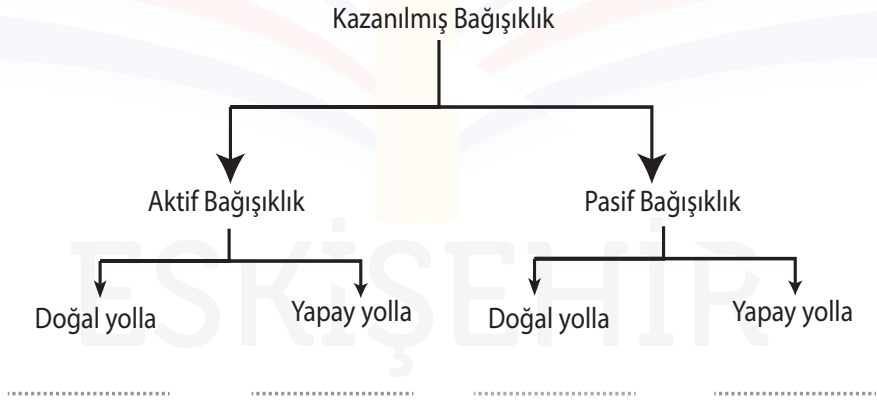 Kazanılmış Bağışıklık
Aktif Bağışıklık
Pasif Bağışıklık
Doğal yolla
Yapay yolla
Doğal yolla
Yapay yolla
ESKİŞEHİR